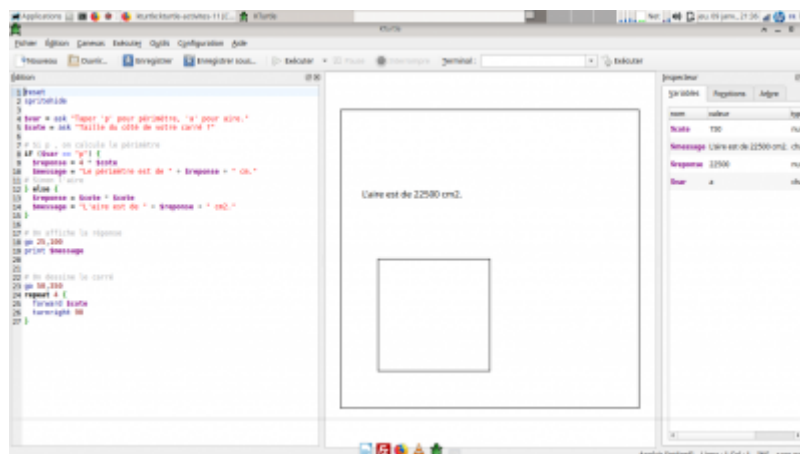 Applications
KTurtle
KTurtle
Fichier Édition Canevas Exécuter Outils Configuration Aide
Nouveau Ouvrir... Enregistrer Enregistrer sous... Exécuter Pause Interrompre Terminal : Exécuter
Édition
1 reset
2 spritehide
3
4 $var = ask "Taper 'p' pour périmètre, 'a' pour aire."
5 $cote = ask "Taille du côté de votre carré ?"
6
7 # Si p , on calcule le périmètre
8 if ($var == "p") {
9 $reponse = 4 * $cote
10 $message = "Le périmètre est de " + $reponse + " cm."
11 # Sinon l'aire
12 } else {
13 $reponse = $cote * $cote
14 $message = "L'aire est de " + $reponse + " cm2."
15 }
16
17 # On affiche la réponse
18 go 25,100
19 print $message
20
21
22 # On dessine le carré
23 go 50,350
24 repeat 4 {
25 forward $cote
26 turnright 90
27 }
L'aire est de 22500 cm2.
Inspecteur
Variables Fonctions Arbre
nom valeur
$cote 150
$message L'aire est de 22500 cm2.
$reponse 22500
$var a